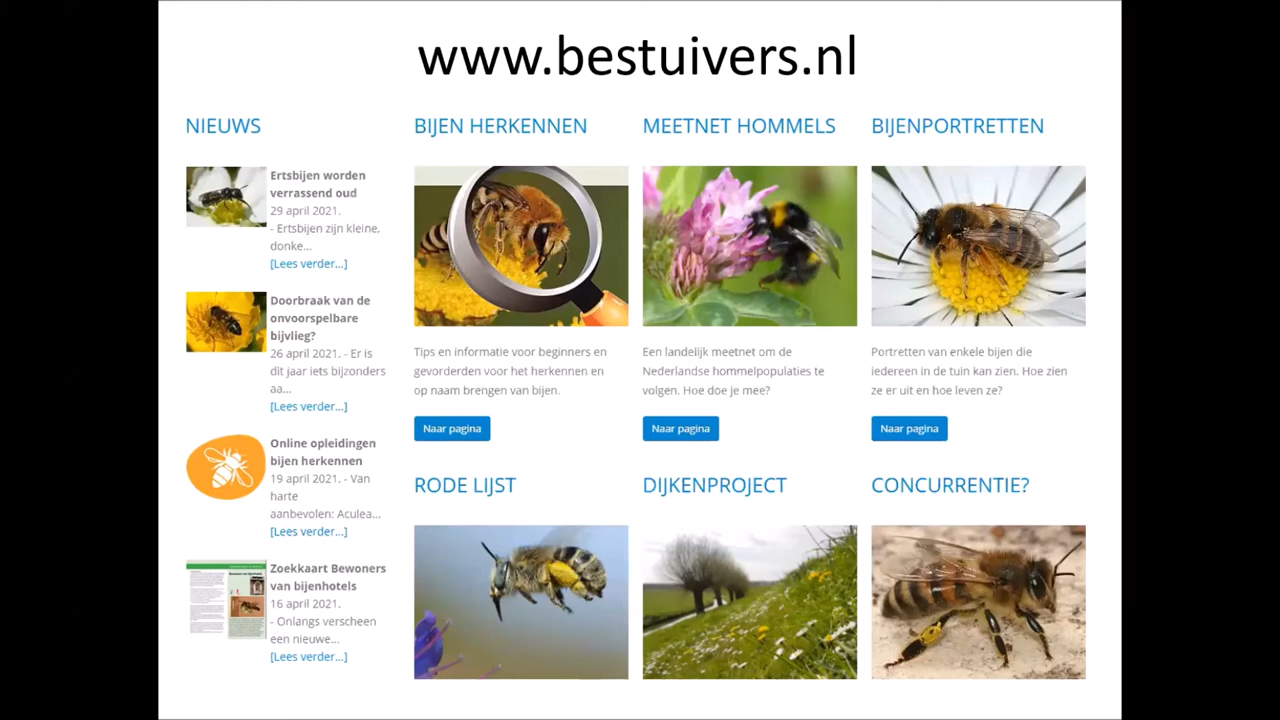 www.bestuivers.nl
NIEUWS
Ertsbijen worden
verrassend oud
29 april 2021.
- Ertsbijen zijn kleine,
donke...
[Lees verder...]
Doorbraak van de
onvoorspelbare
bijvlieg?
26 april 2021. - Er is
dit jaar iets bijzonders
aa...
[Lees verder...]
Online opleidingen
bijen herkennen
19 april 2021. - Van
harte
aanbevolen: Aculea...
[Lees verder...]
Zoekkaart Bewoners
van bijenhotels
16 april 2021.
- Onlangs verscheen
een nieuwe...
[Lees verder...]
BIJEN HERKENNEN
Tips en informatie voor beginners en
gevorderden voor het herkennen en
op naam brengen van bijen.
Naar pagina
MEETNET HOMMELS
Een landelijk meetnet om de
Nederlandse hommelpopulaties te
volgen. Hoe doe je mee?
Naar pagina
BIJENPORTRETTEN
Portretten van enkele bijen die
iedereen in de tuin kan zien. Hoe zien
ze er uit en hoe leven ze?
Naar pagina
RODE LIJST
DIJKENPROJECT
CONCURRENTIE?